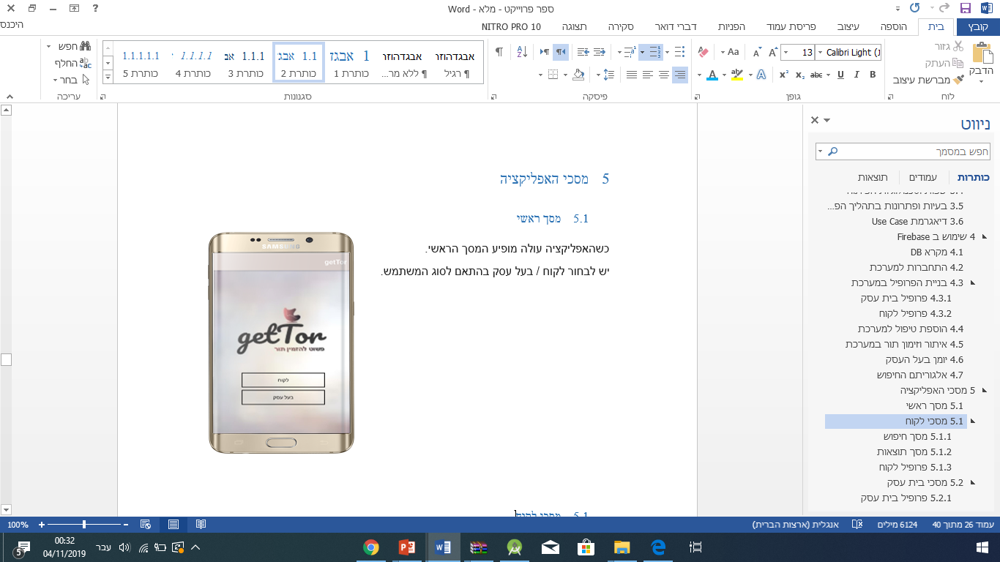 ספר פרוייקט - מלא - Word
היכנס
קובץ
בית
הוספה
עיצוב
פריסת עמוד
הפניות
דברי דואר
סקירה
תצוגה
NITRO PRO 10
הדבק
גזור
העתק
מברשת עיצוב
לוח
Calibri Light (
13
Aa
B I U abc x₂ x² A
גופן
פיסקה
אבגדהוזר
¶ רגיל
אבגדהוזר
¶ ללא מר...
1 אבגז
כותרת 1
1.1 אבג
כותרת 2
1.1.1 אב
כותרת 3
1.1.1.1
כותרת 4
1.1.1.1.1
כותרת 5
סגנונות
חפש
החלף
בחר
עריכה
ניווט
חפש במסמך
כותרות
עמודים
תוצאות
3.5 בעיות ופתרונות בתהליך הפ...
3.6 דיאגרמת Use Case
4 שימוש ב Firebase
4.1 מקרא DB
4.2 התחברות למערכת
4.3 בניית הפרופיל במערכת
4.3.1 פרופיל בית עסק
4.3.2 פרופיל לקוח
4.4 הוספת טיפול למערכת
4.5 איתור וזימון תור במערכת
4.6 יומן בעל העסק
4.7 אלגוריתם החיפוש
5 מסכי האפליקציה
5.1 מסך ראשי
5.1 מסכי לקוח
5.1.1 מסך חיפוש
5.1.2 מסך תוצאות
5.1.3 פרופיל לקוח
5.2 מסכי בית עסק
5.2.1 פרופיל בית עסק
5 מסכי האפליקציה
5.1 מסך ראשי
כשהאפליקציה עולה מופיע המסך הראשי.
יש לבחור לקוח / בעל עסק בהתאם לסוג המשתמש.
SAMSUNG
getTor
getTor
פשוט להזמין תור
לקוח
בעל עסק
5.1 מסכי לקוח
עמוד 26 מתוך 40
6124 מילים
אנגלית (ארצות הברית)
100%
עבר
00:32
04/11/2019
5